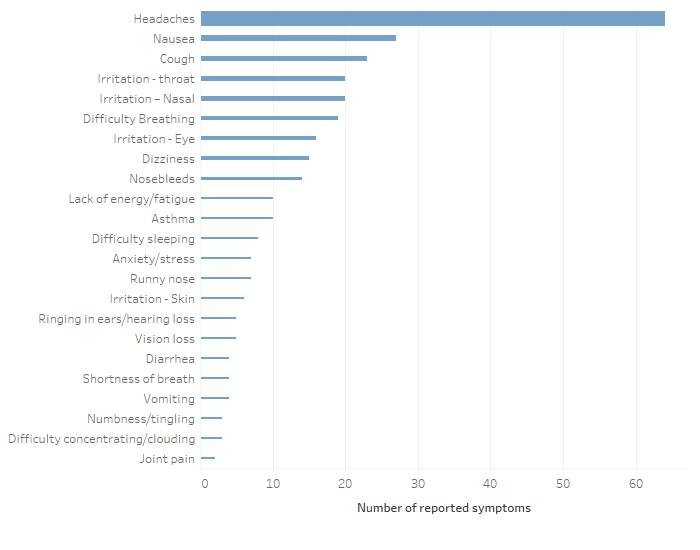 Headaches
Nausea
Cough
Irritation - throat
Irritation – Nasal
Difficulty Breathing
Irritation - Eye
Dizziness
Nosebleeds
Lack of energy/fatigue
Asthma
Difficulty sleeping
Anxiety/stress
Runny nose
Irritation - Skin
Ringing in ears/hearing loss
Vision loss
Diarrhea
Shortness of breath
Vomiting
Numbness/tingling
Difficulty concentrating/clouding
Joint pain
0 10 20 30 40 50 60
Number of reported symptoms